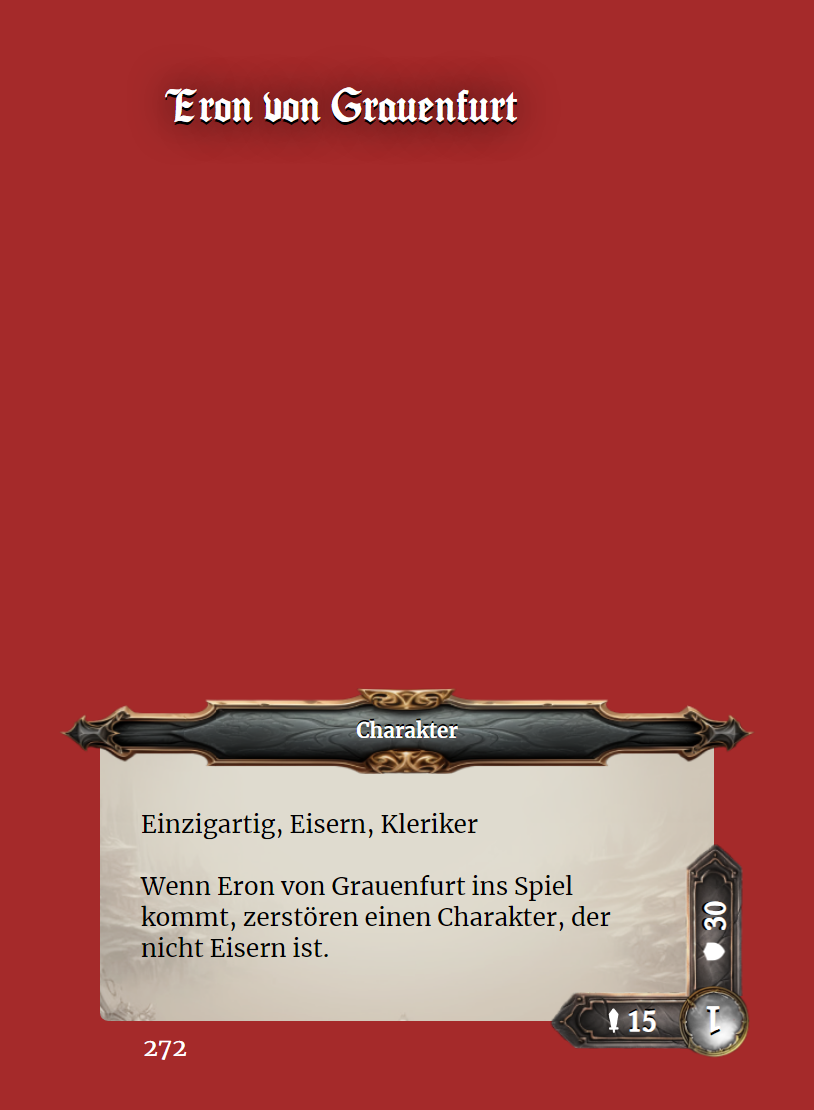 Eron von Grauenfurt
Charakter
Einzigartig, Eisern, Kleriker
Wenn Eron von Grauenfurt ins Spiel
kommt, zerstören einen Charakter, der
nicht Eisern ist.
30
15
1
272